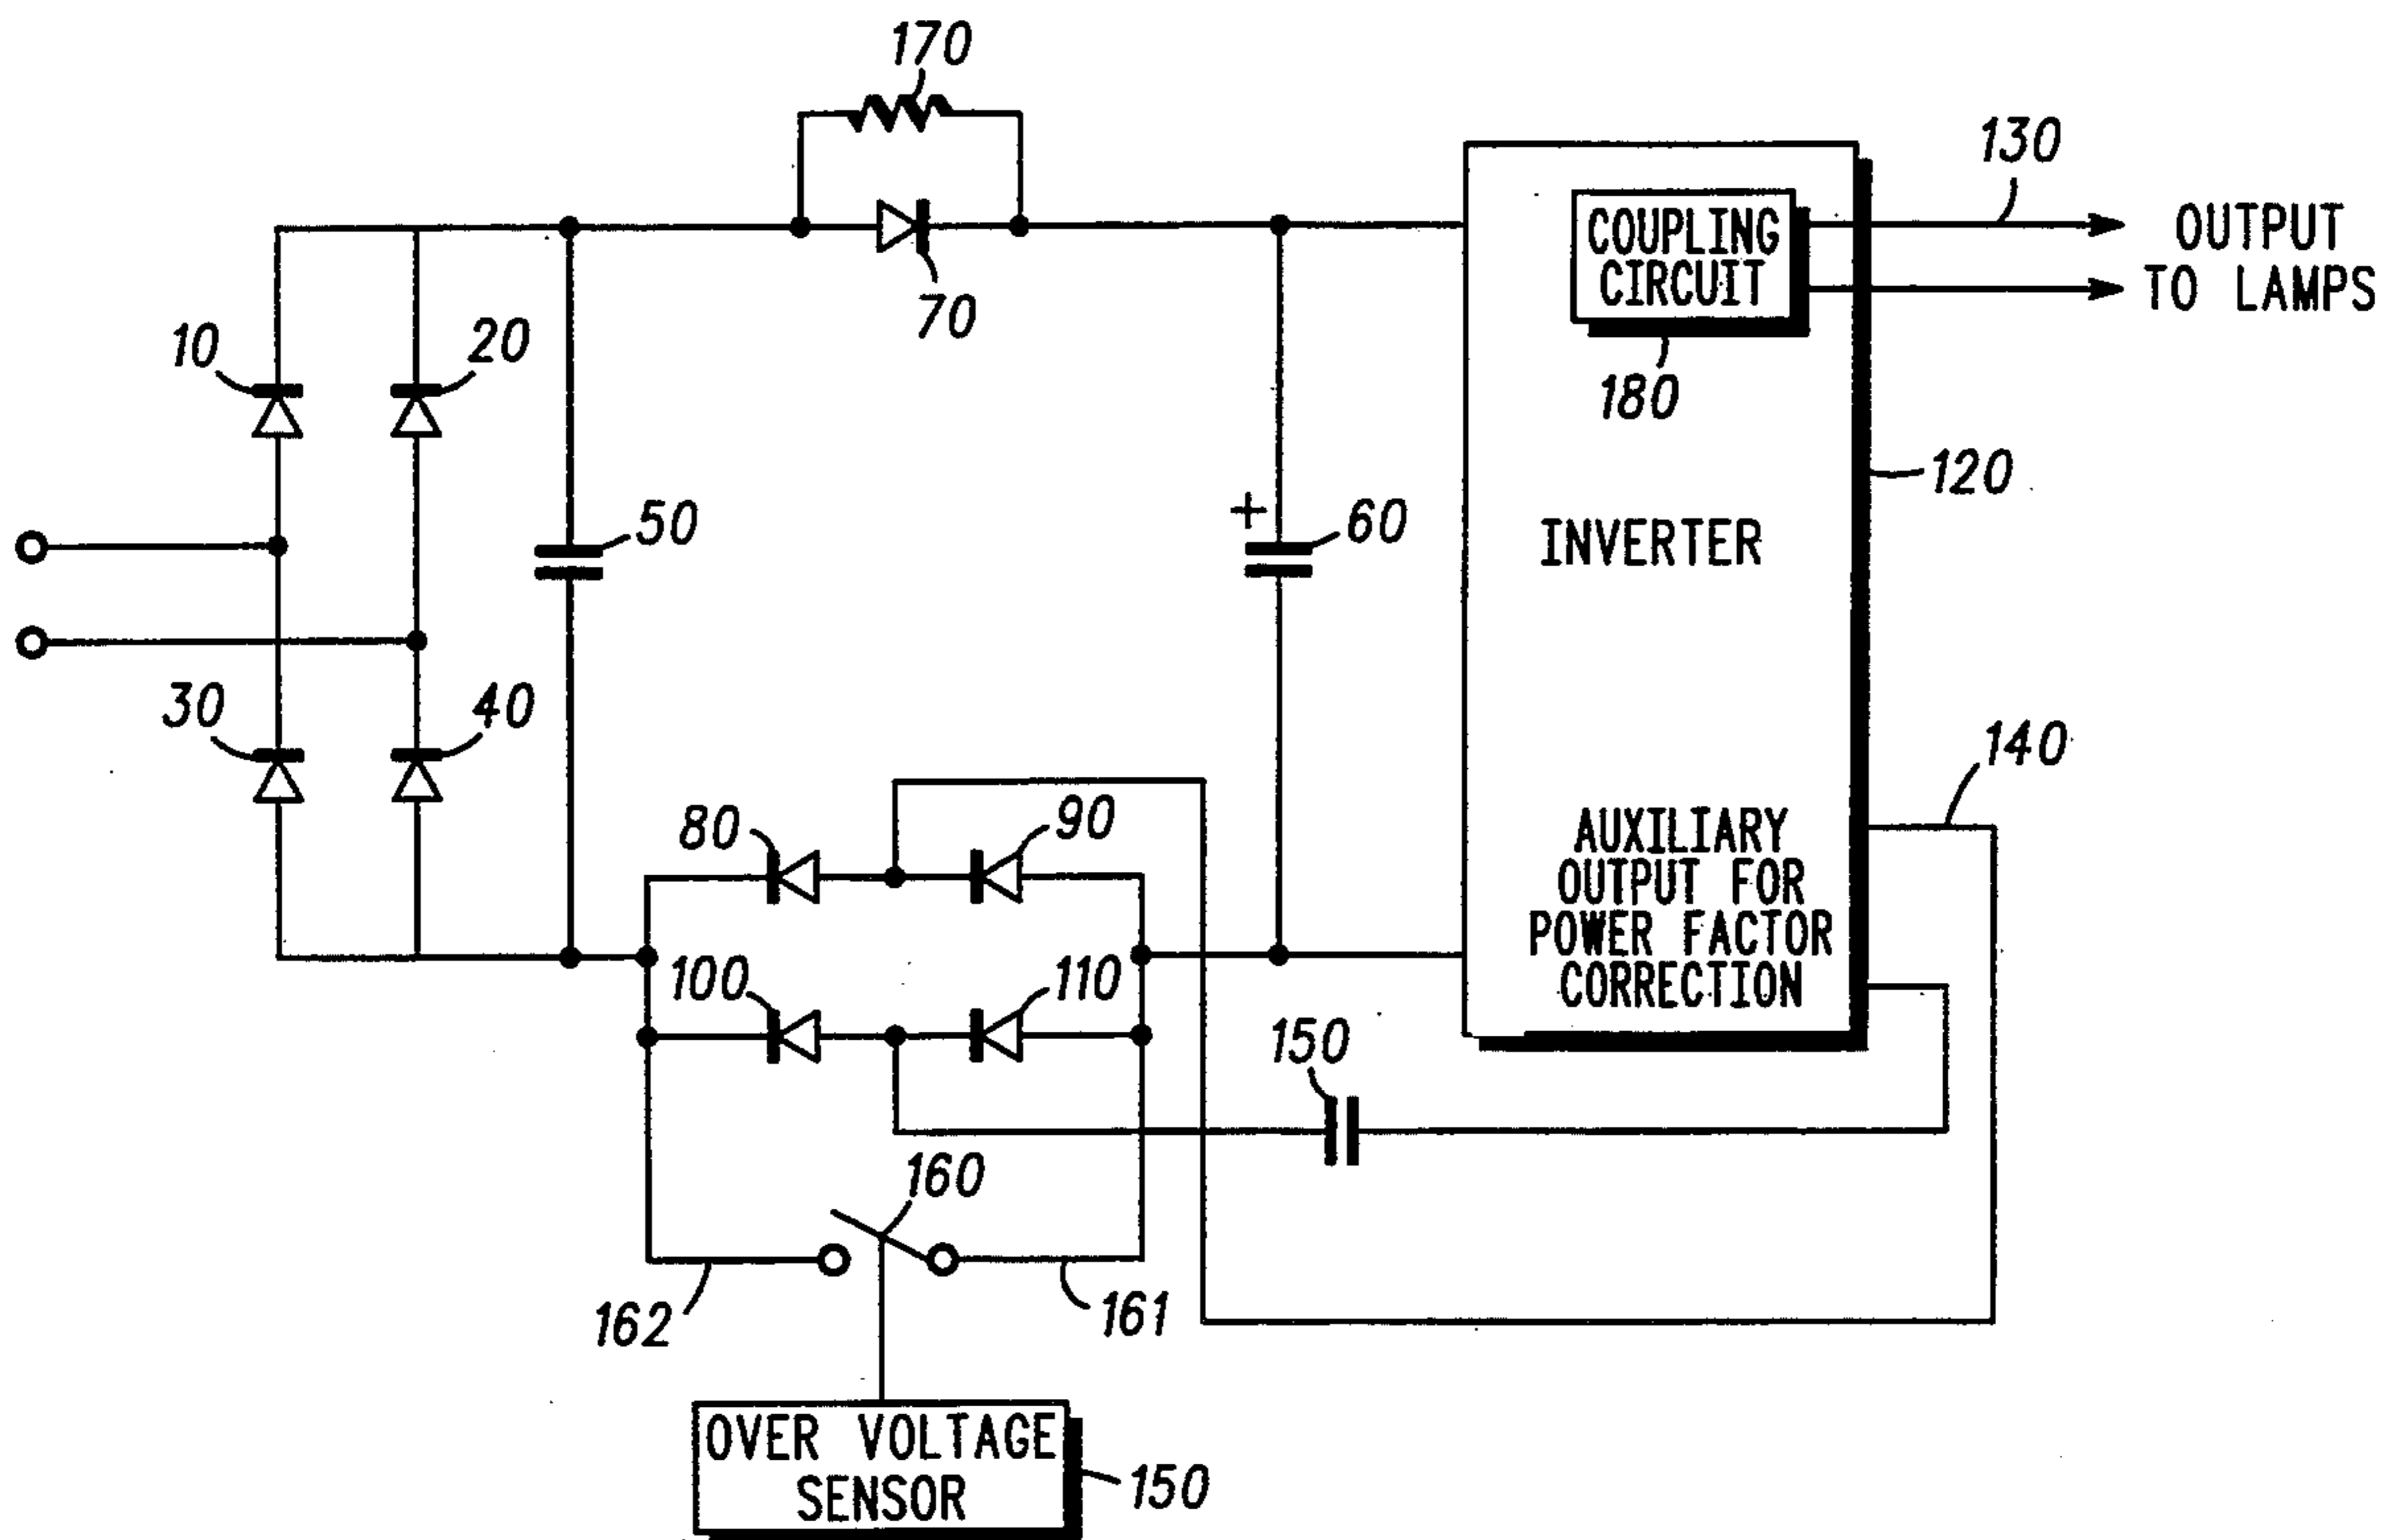 170
130
COUPLING
CIRCUIT
OUTPUT
TO LAMPS
70
10
20
180
120
50
+
60
INVERTER
30
40
140
80
90
AUXILIARY
OUTPUT FOR
POWER FACTOR
CORRECTION
100
110
150
160
162
161
OVER VOLTAGE
SENSOR
150